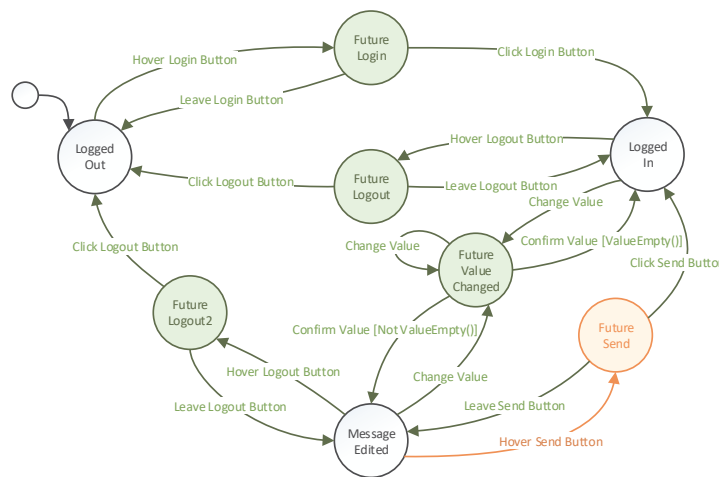 Future
Login
Hover Login Button
Click Login Button
Leave Login Button
Logged
Out
Hover Logout Button
Logged
In
Future
Logout
Click Logout Button
Leave Logout Button
Change Value
Change Value
Confirm Value [ValueEmpty()]
Click Logout Button
Future
Value
Changed
Click Send Button
Future
Logout2
Confirm Value [Not ValueEmpty()]
Future
Send
Hover Logout Button
Change Value
Leave Logout Button
Leave Send Button
Message
Edited
Hover Send Button